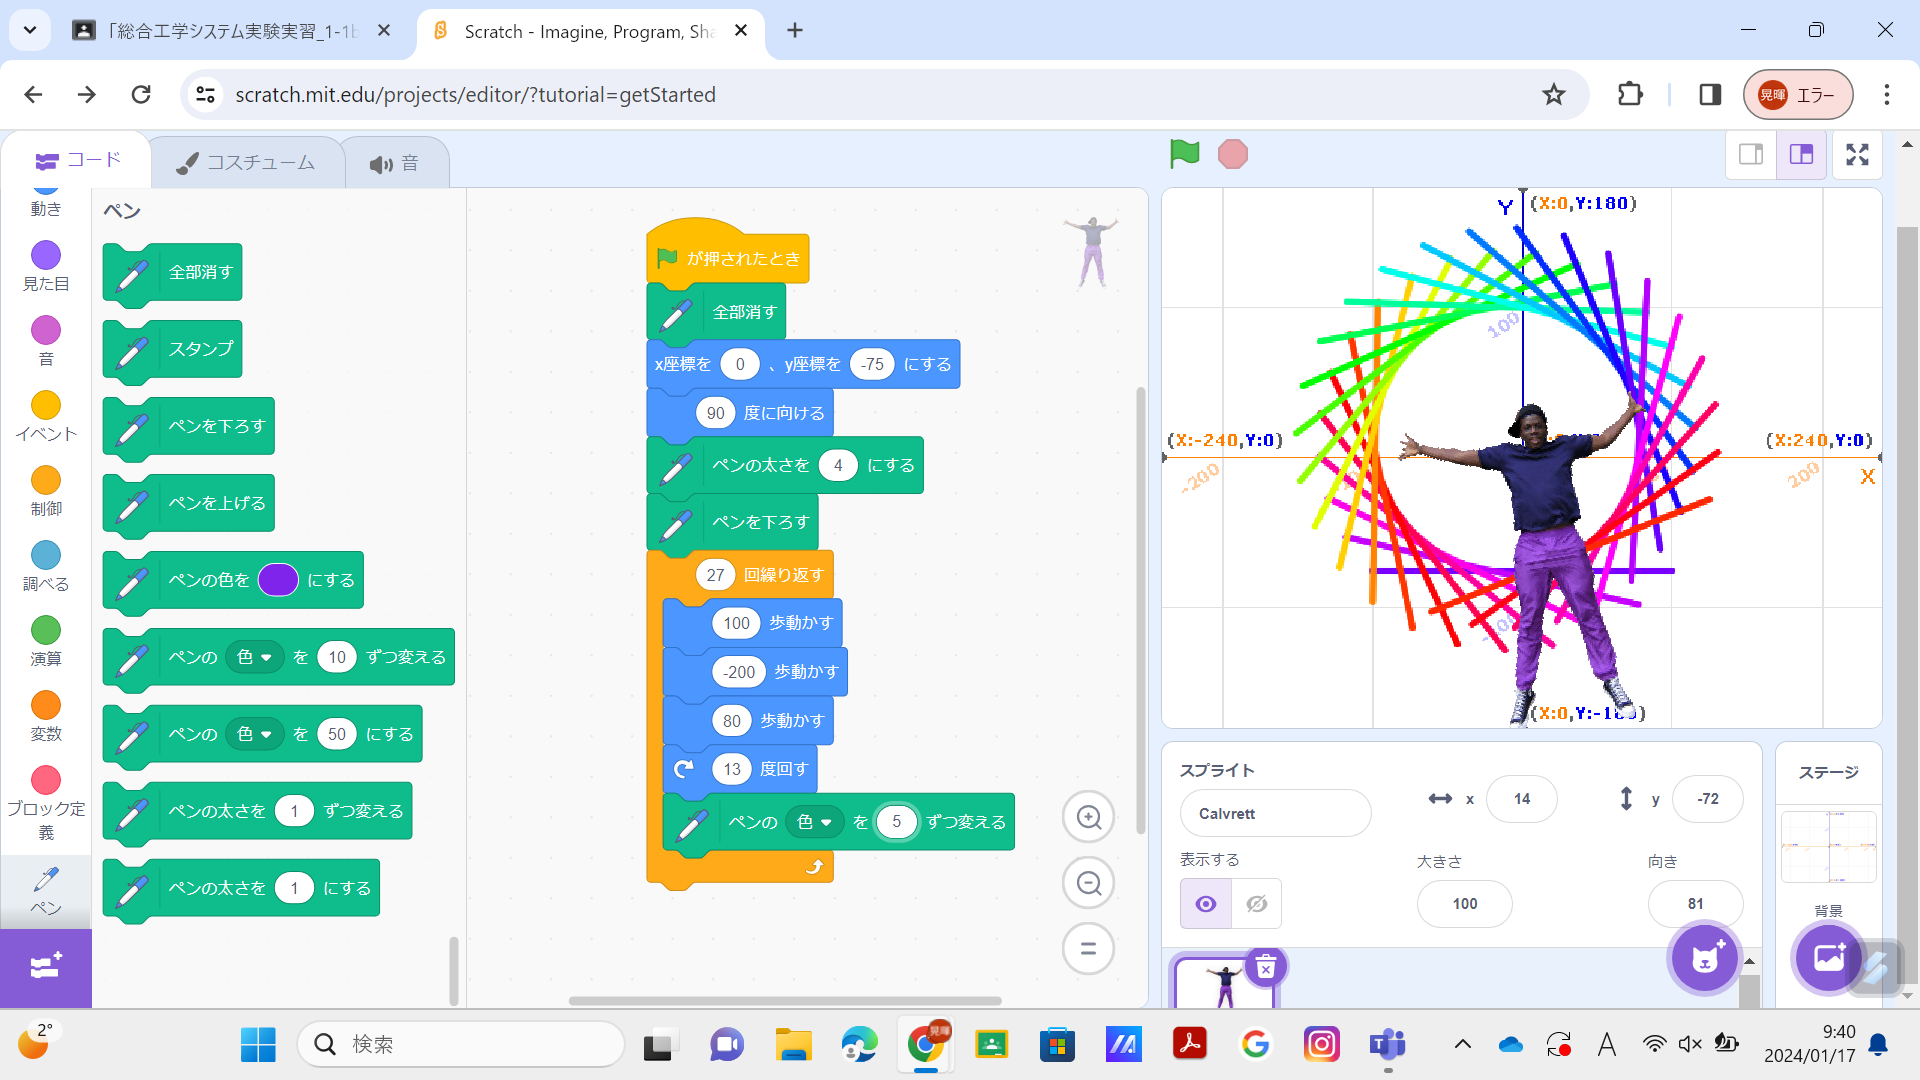 「総合工学システム実験実習_1-1b
Scratch - Imagine, Program, Sha
scratch.mit.edu/projects/editor/?tutorial=getStarted
晃暉 エラー
コード
コスチューム
音
動き
見た目
音
イベント
制御
調べる
演算
変数
ブロック定
義
ペン
ペン
全部消す
スタンプ
ペンを下ろす
ペンを上げる
ペンの色を にする
ペンの 色 を 10 ずつ変える
ペンの 色 を 50 にする
ペンの太さを 1 ずつ変える
ペンの太さを 1 にする
が押されたとき
全部消す
x座標を 0 、y座標を -75 にする
90 度に向ける
ペンの太さを 4 にする
ペンを下ろす
27 回繰り返す
100 歩動かす
-200 歩動かす
80 歩動かす
13 度回す
ペンの 色 を 5 ずつ変える
Y (X:0,Y:180)
100
(X:-240,Y:0)
(X:240,Y:0)
-200
200
X
-100
(X:0,Y:-180)
スプライト
Calvrett
x 14
y -72
表示する
大きさ
100
向き
81
ステージ
背景
2°
検索
晃暉
A
9:40
2024/01/17